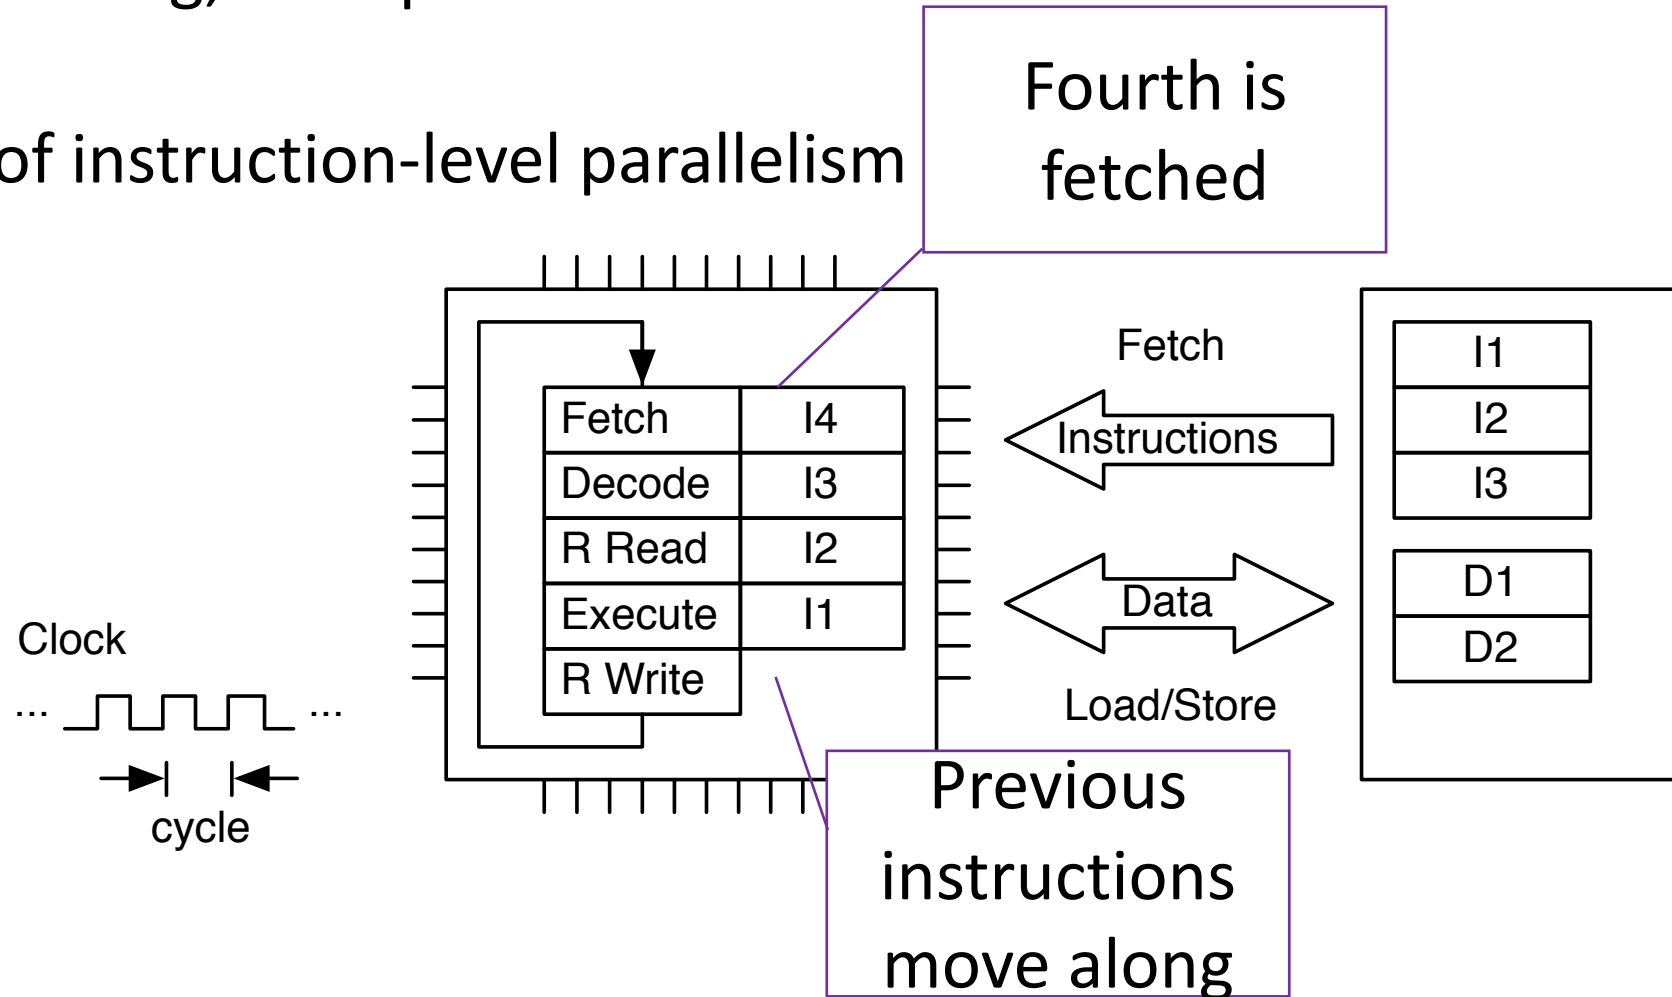 of instruction-level parallelism
Fourth is
fetched
Fetch I4
Decode I3
R Read I2
Execute I1
R Write
Fetch
Instructions
Data
Load/Store
I1
I2
I3
D1
D2
Clock
... ...
cycle
Previous
instructions
move along